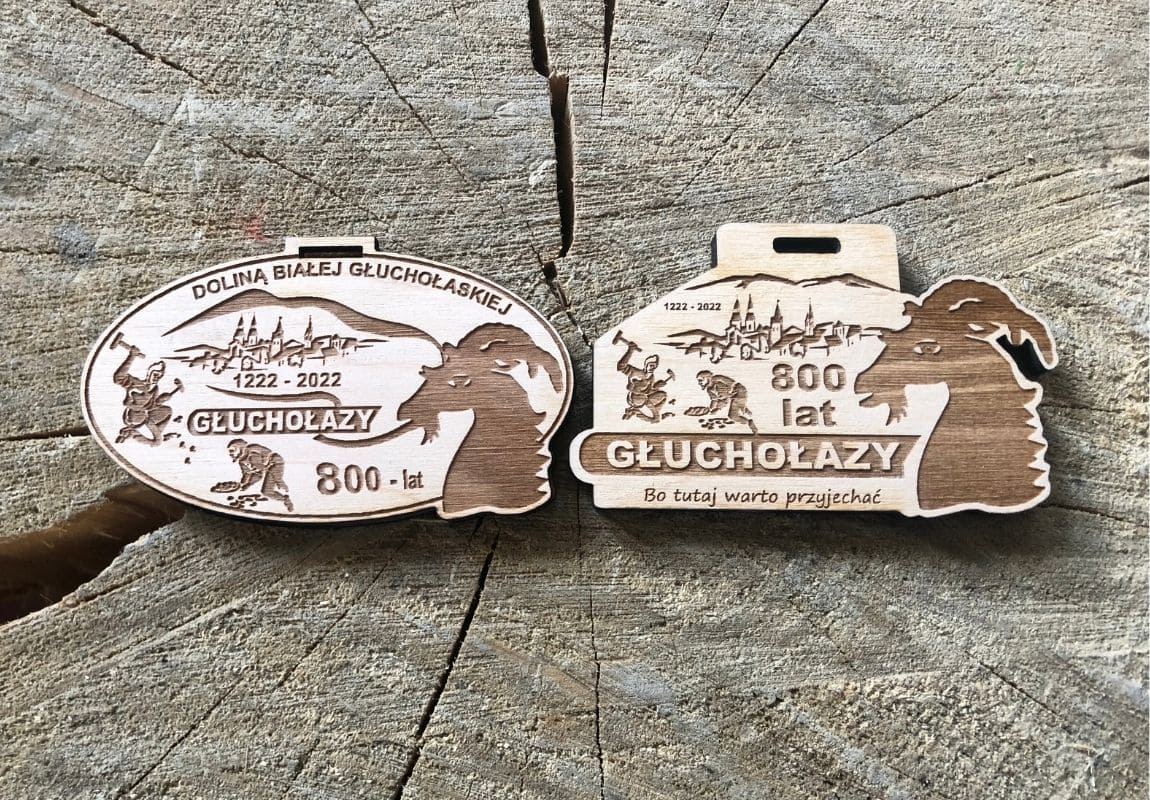 DOLINĄ BIAŁEJ GŁUCHOŁASKIEJ
1222 - 2022
GŁUCHOŁAZY
800 - lat
1222 - 2022
800
lat
GŁUCHOŁAZY
Bo tutaj warto przyjechać